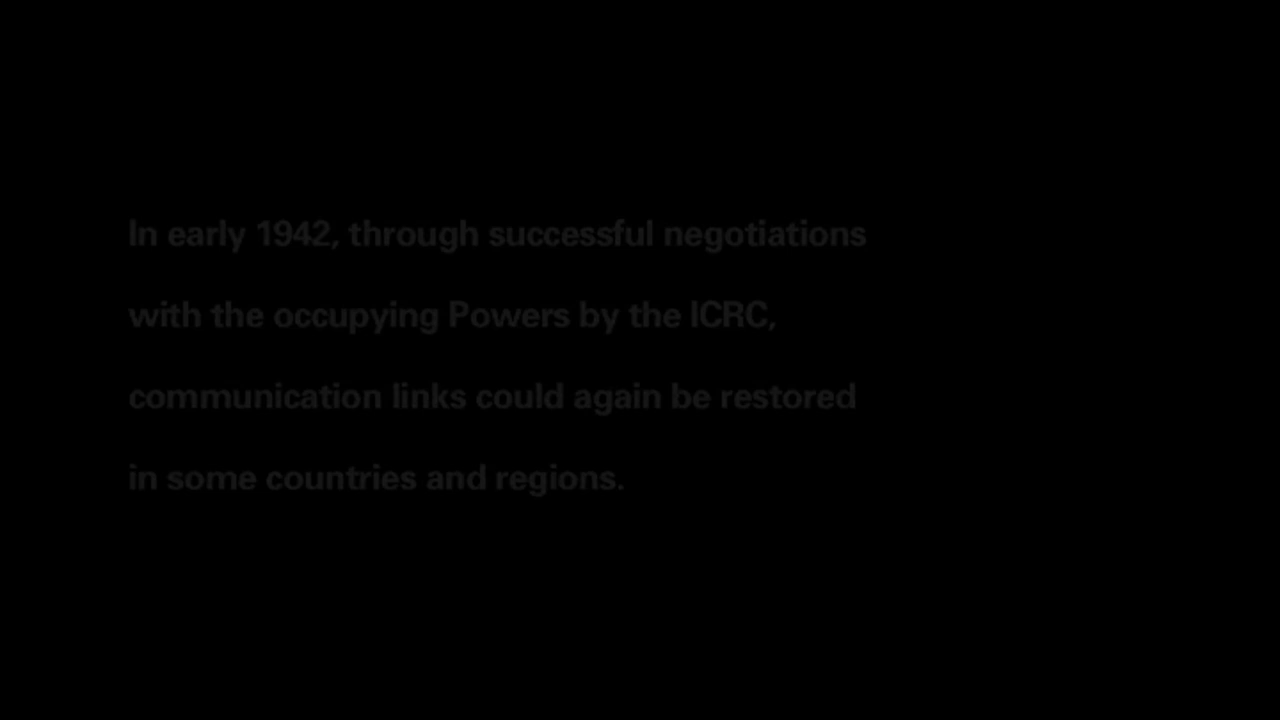 In early 1942, through successful negotiations
with the occupying Powers by the ICRC,
communication links could again be restored
in some countries and regions.